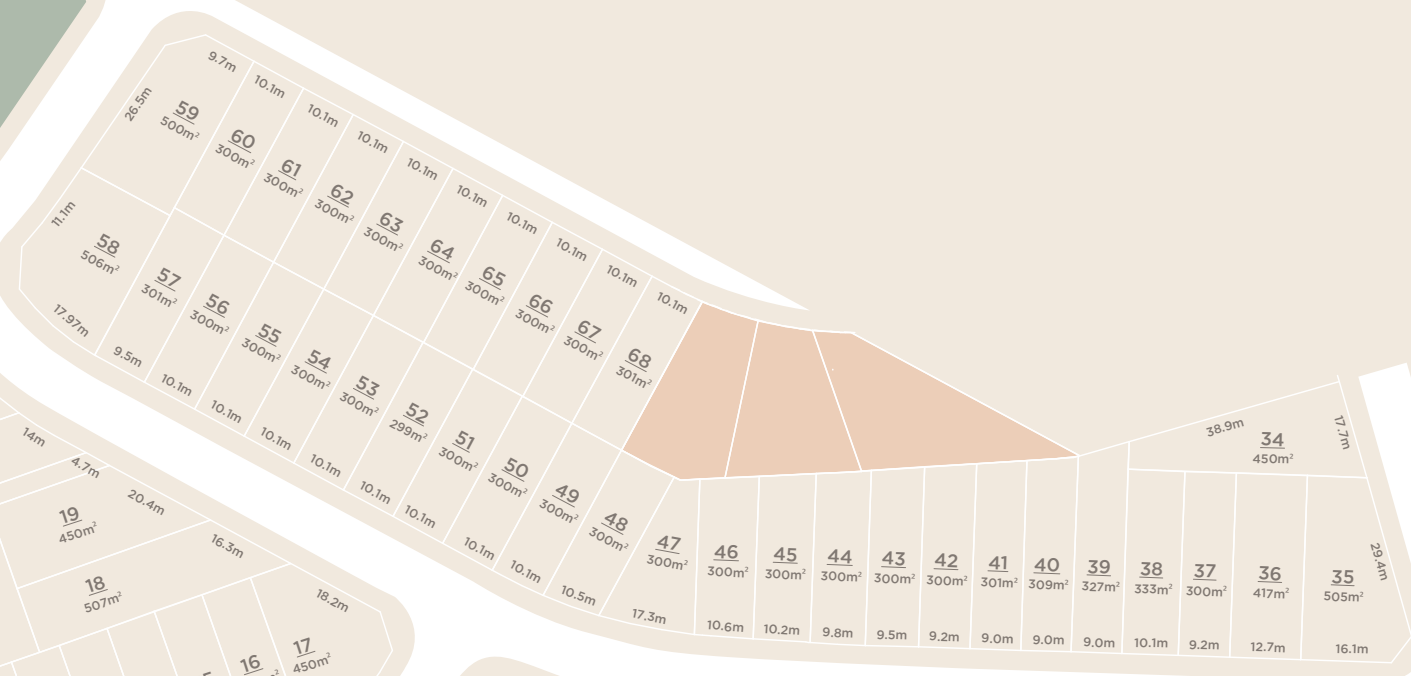 9.7m
10.1m
10.1m
10.1m
10.1m
10.1m
10.1m
10.1m
10.1m
10.1m
26.5m
59
500m²
60
300m²
61
300m²
62
300m²
63
300m²
64
300m²
65
300m²
66
300m²
67
300m²
68
301m²
11.1m
58
506m²
57
301m²
56
300m²
55
300m²
54
300m²
53
300m²
52
299m²
51
300m²
50
300m²
49
300m²
48
300m²
47
300m²
17.97m
9.5m
10.1m
10.1m
10.1m
10.1m
10.1m
10.1m
10.1m
10.1m
10.5m
17.3m
46
300m²
45
300m²
44
300m²
43
300m²
42
300m²
41
301m²
40
309m²
39
327m²
38
333m²
37
300m²
36
417m²
35
505m²
38.9m
34
450m²
17.7m
29.4m
10.6m
10.2m
9.8m
9.5m
9.2m
9.0m
9.0m
9.0m
10.1m
9.2m
12.7m
16.1m
14m
4.7m
20.4m
16.3m
18.2m
19
450m²
18
507m²
17
450m²
16